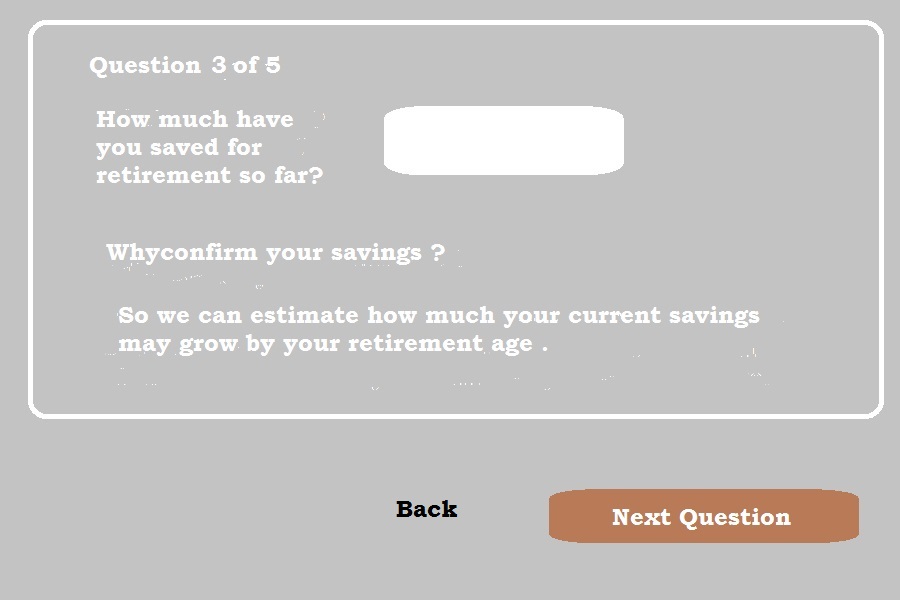 Question 3 of 5
How much have
you saved for
retirement so far?
Whyconfirm your savings ?
So we can estimate how much your current savings
may grow by your retirement age .
Back
Next Question